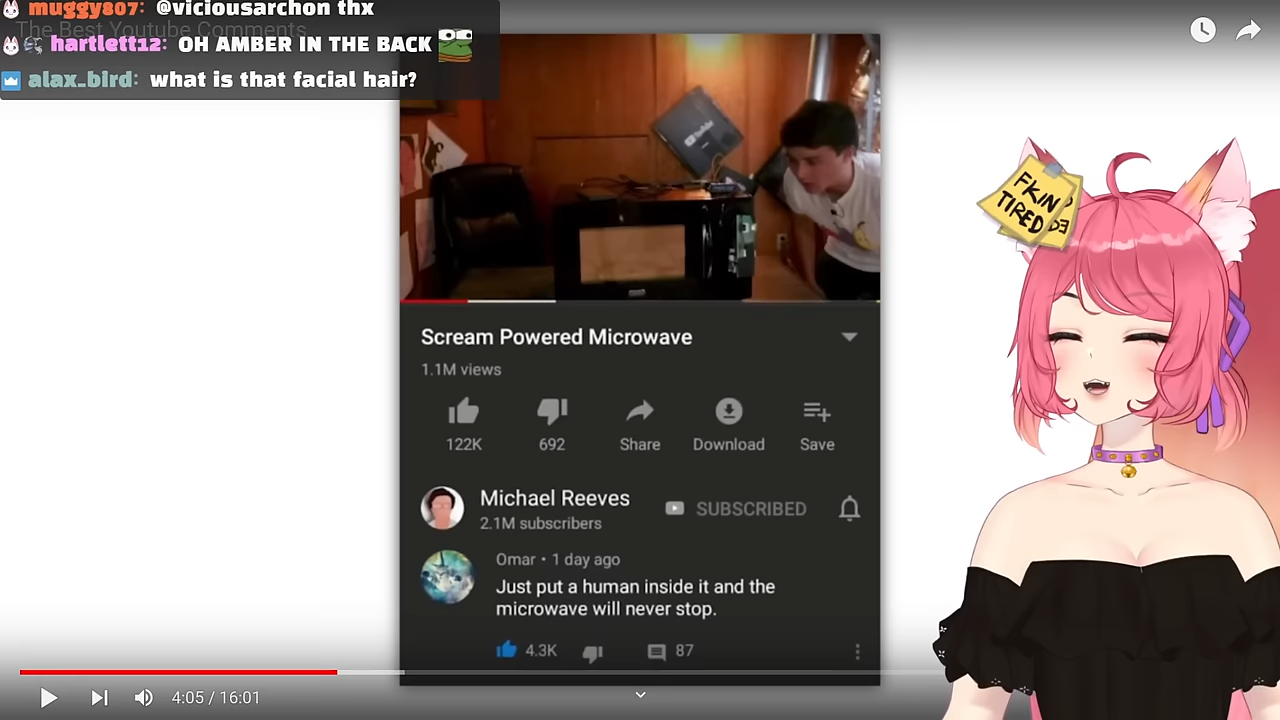 muggy807: @viciousarchon thx
The Best Youtube Comments
hartlett12: OH AMBER IN THE BACK
alax_bird: what is that facial hair?
YouTube
FKIN
TIRED
Scream Powered Microwave
1.1M views
122K
692
Share
Download
Save
Michael Reeves
SUBSCRIBED
2.1M subscribers
Omar • 1 day ago
Just put a human inside it and the
microwave will never stop.
4.3K
87
4:05 / 16:01